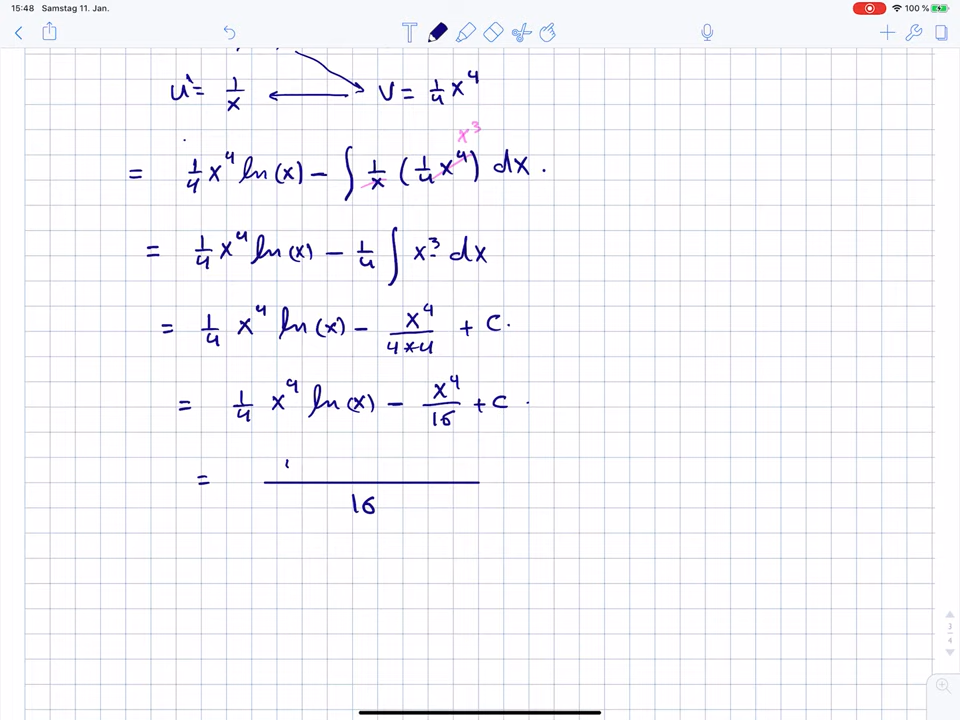 15:48 Samstag 11. Jan. 100 %
T
u' = 1/x V = 1/4 x^4
x^3
= 1/4 x^4 ln(x) - ∫ 1/x (1/4 x^4) dx.
= 1/4 x^4 ln(x) - 1/4 ∫ x^3 dx
= 1/4 x^4 ln(x) - x^4/(4*4) + C.
= 1/4 x^4 ln(x) - x^4/16 + C.
= /16
3/4